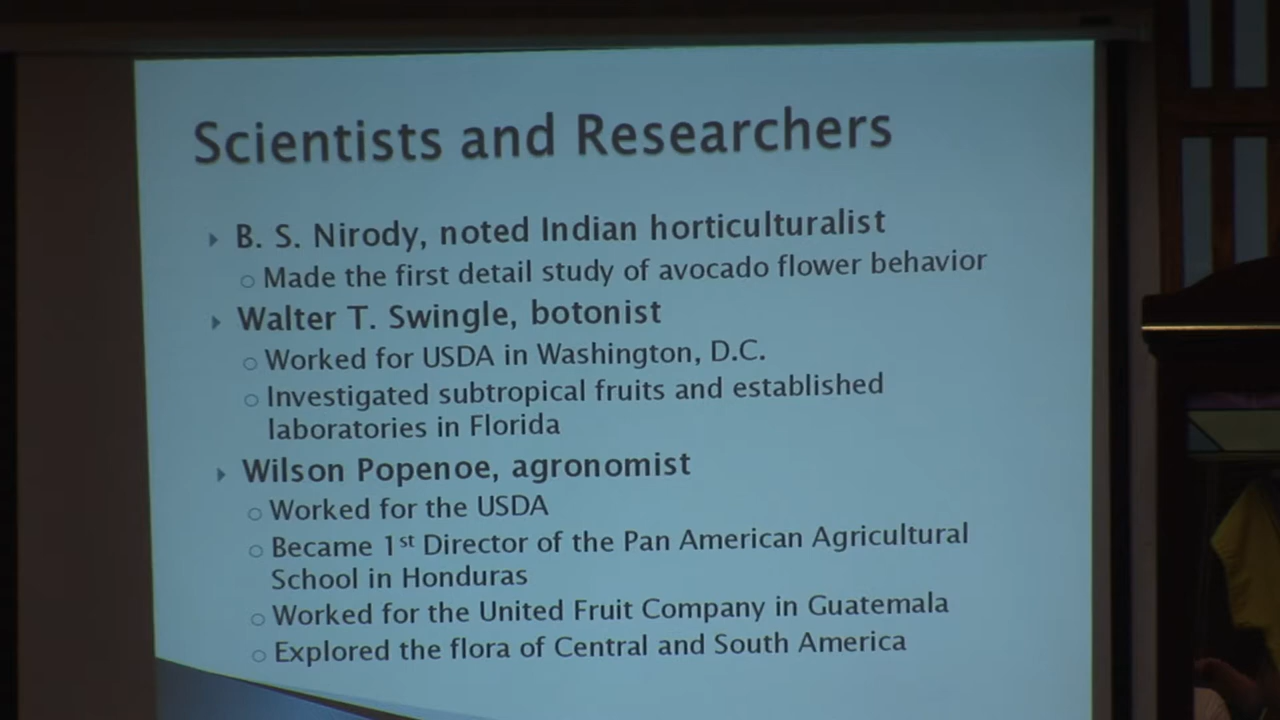 Scientists and Researchers
B. S. Nirody, noted Indian horticulturalist
Made the first detail study of avocado flower behavior
Walter T. Swingle, botonist
Worked for USDA in Washington, D.C.
Investigated subtropical fruits and established
laboratories in Florida
Wilson Popenoe, agronomist
Worked for the USDA
Became 1st Director of the Pan American Agricultural
School in Honduras
Worked for the United Fruit Company in Guatemala
Explored the flora of Central and South America